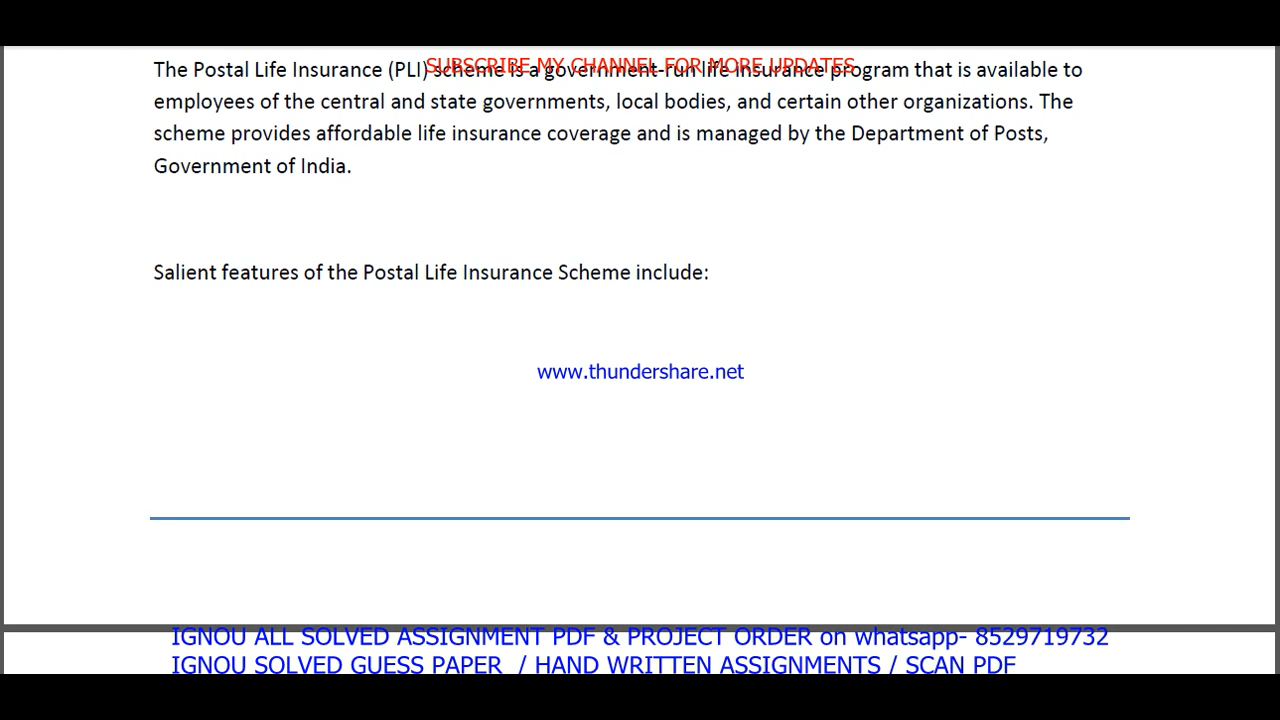 SUBSCRIBE MY CHANNEL FOR MORE UPDATES
The Postal Life Insurance (PLI) scheme is a government-run life insurance program that is available to
employees of the central and state governments, local bodies, and certain other organizations. The
scheme provides affordable life insurance coverage and is managed by the Department of Posts,
Government of India.
Salient features of the Postal Life Insurance Scheme include:
www.thundershare.net
IGNOU ALL SOLVED ASSIGNMENT PDF & PROJECT ORDER on whatsapp- 8529719732
IGNOU SOLVED GUESS PAPER / HAND WRITTEN ASSIGNMENTS / SCAN PDF